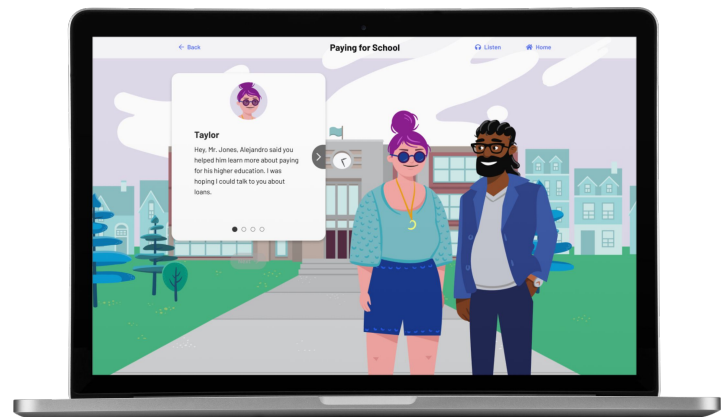 ← Back
Paying for School
Listen
Home
Taylor
Hey, Mr. Jones, Alejandro said you
helped him learn more about paying
for his higher education. I was
hoping I could talk to you about
loans.